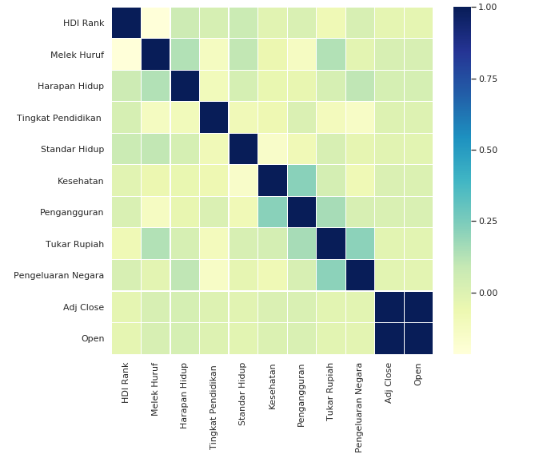 HDI Rank
Melek Huruf
Harapan Hidup
Tingkat Pendidikan
Standar Hidup
Kesehatan
Pengangguran
Tukar Rupiah
Pengeluaran Negara
Adj Close
Open
HDI Rank
Melek Huruf
Harapan Hidup
Tingkat Pendidikan
Standar Hidup
Kesehatan
Pengangguran
Tukar Rupiah
Pengeluaran Negara
Adj Close
Open
1.00
0.75
0.50
0.25
0.00